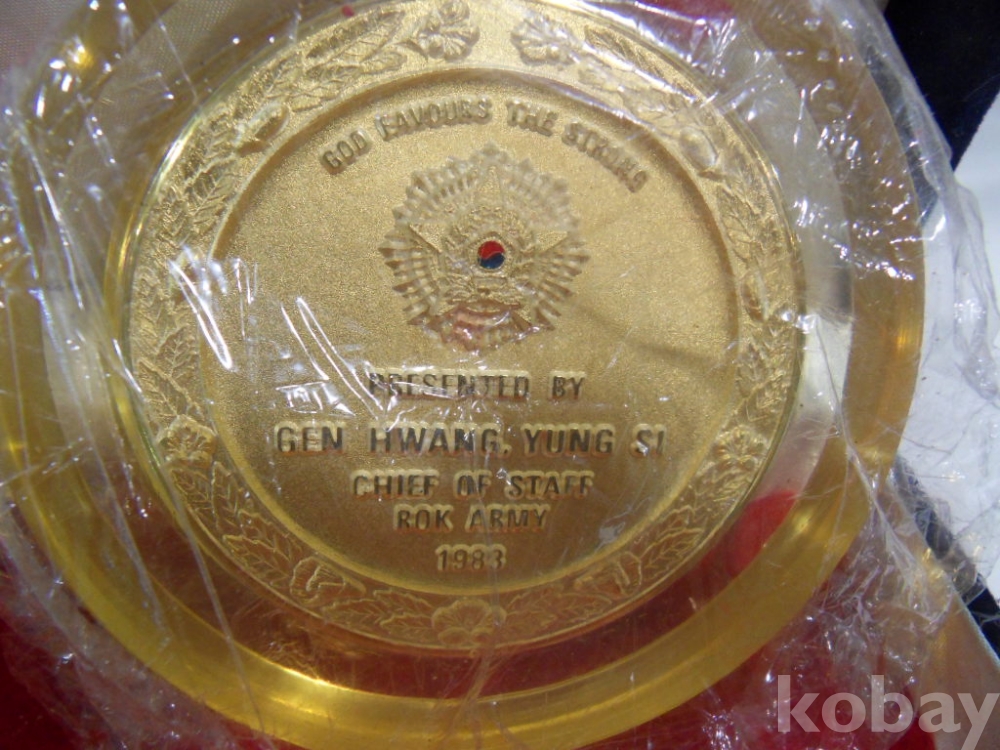 GOD FAVOURS THE STRONG
PRESENTED BY
GEN HWANG, YUNG SI
CHIEF OF STAFF
ROK ARMY
1983
kobay